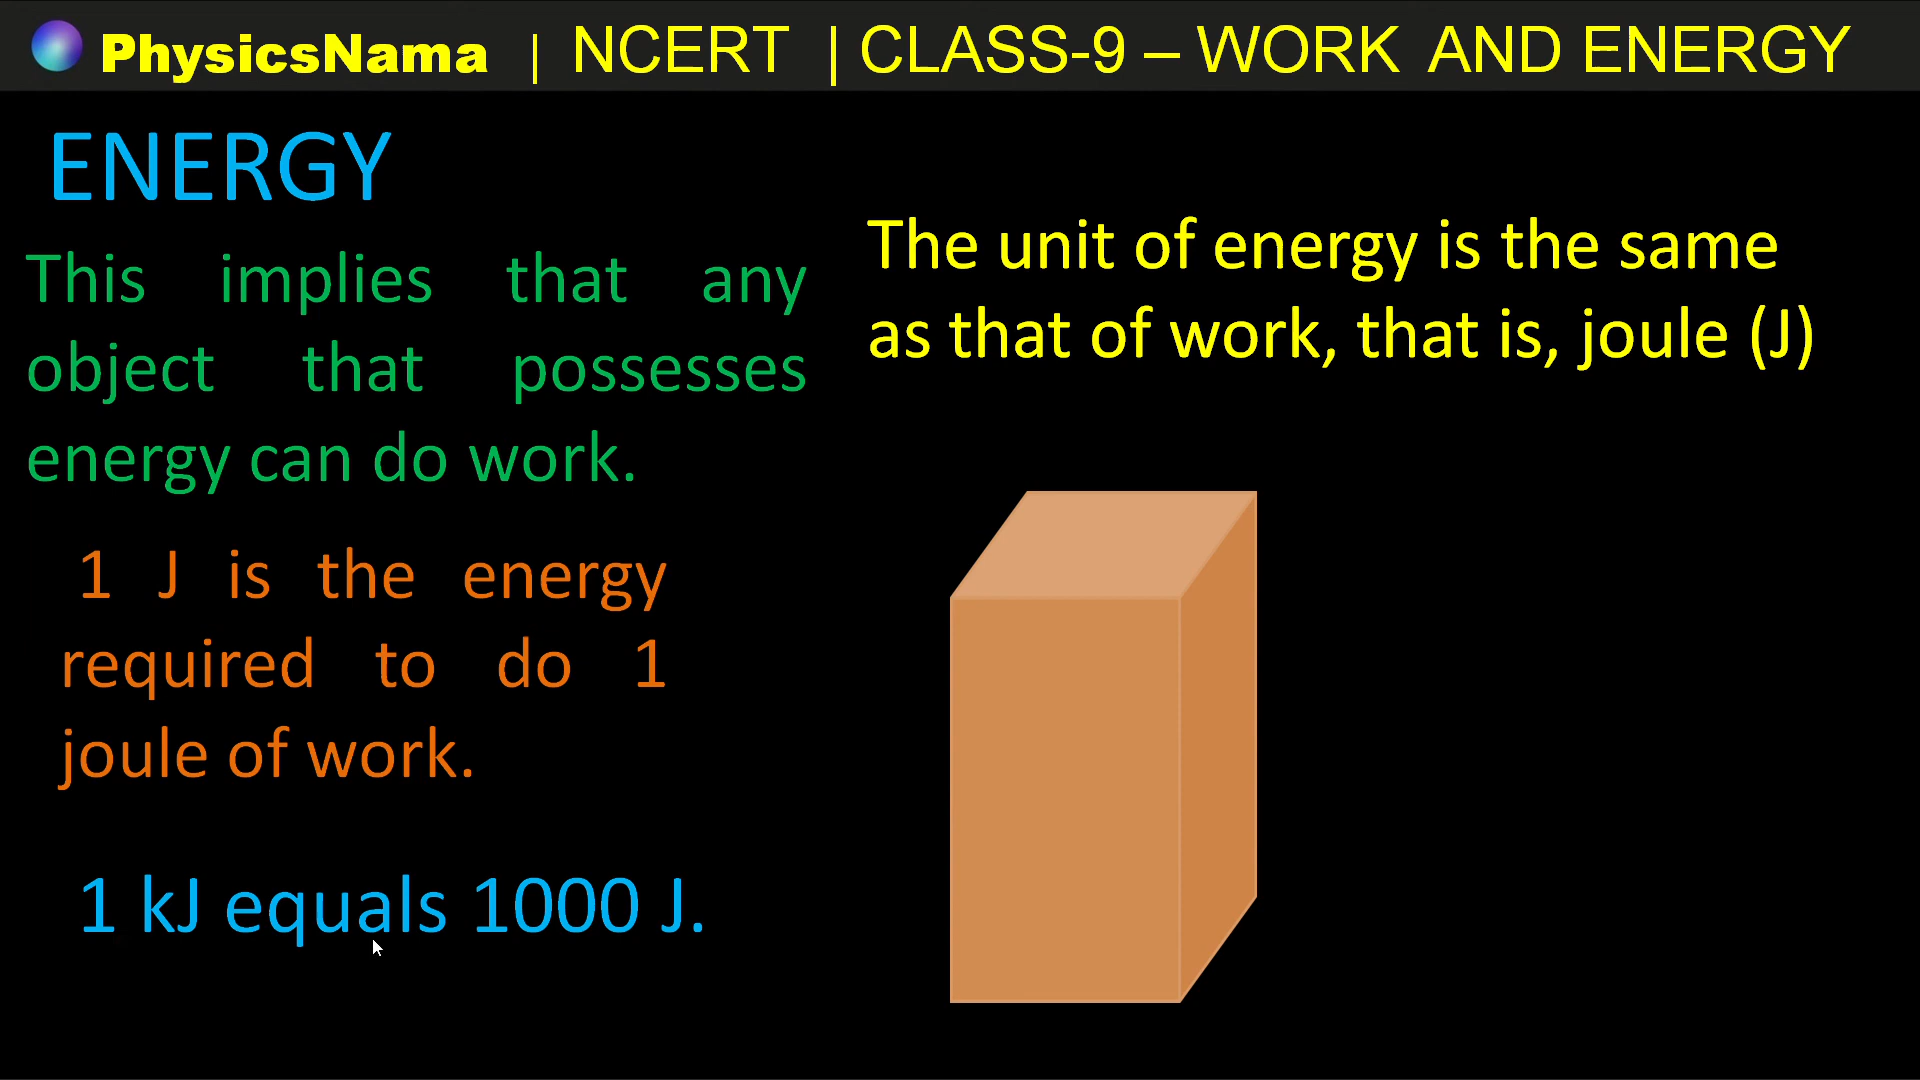 PhysicsNama | NCERT | CLASS-9 – WORK AND ENERGY
ENERGY
This implies that any
object that possesses
energy can do work.
1 J is the energy
required to do 1
joule of work.
1 kJ equals 1000 J.
The unit of energy is the same
as that of work, that is, joule (J)